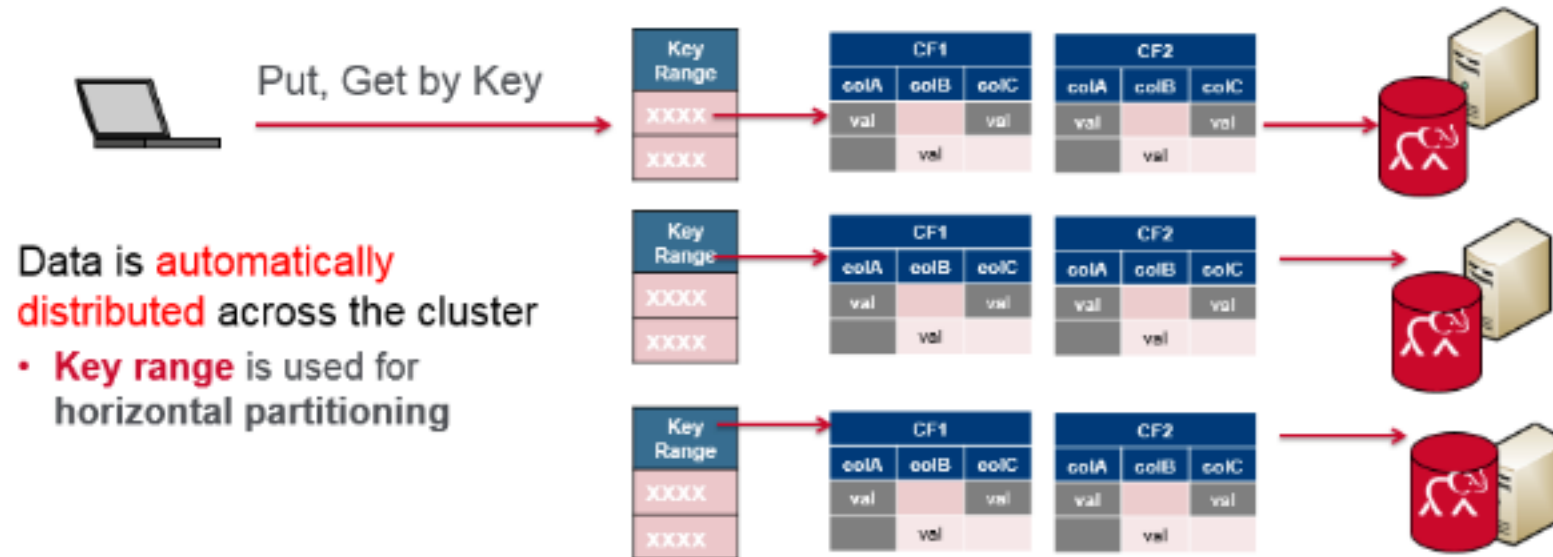 Put, Get by Key
Data is automatically
distributed across the cluster
• Key range is used for
horizontal partitioning
Key
Range
xxxx
xxxx
CF1
colA colB colC
val val
val
CF2
colA colB colC
val val
val
Key
Range
xxxx
xxxx
CF1
colA colB colC
val val
val
CF2
colA colB colC
val val
val
Key
Range
xxxx
xxxx
CF1
colA colB colC
val val
val
CF2
colA colB colC
val val
val